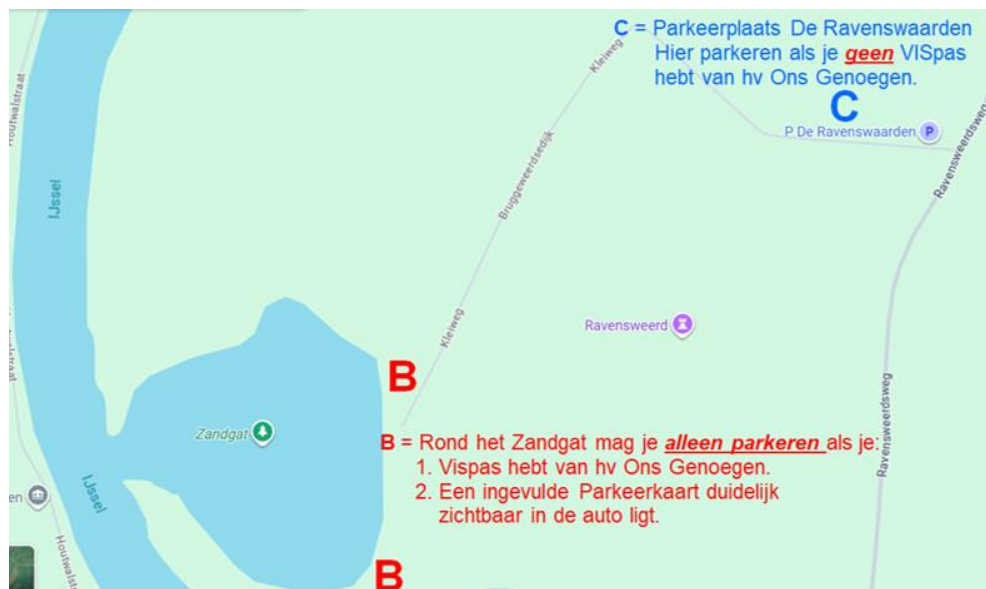 C = Parkeerplaats De Ravenswaarden
Hier parkeren als je geen VISpas
hebt van hv Ons Genoegen.
C
P De Ravenswaarden
P
Kleiweg
Houtwalstraat
Ravensweerdsweg
IJssel
Bruggeweerdsedijk
Ravensweerd
Kleiweg
B
Zandgat
B = Rond het Zandgat mag je alleen parkeren als je:
1. Vispas hebt van hv Ons Genoegen.
2. Een ingevulde Parkeerkaart duidelijk
zichtbaar in de auto ligt.
Ravensweerdsweg
IJssel
en
B